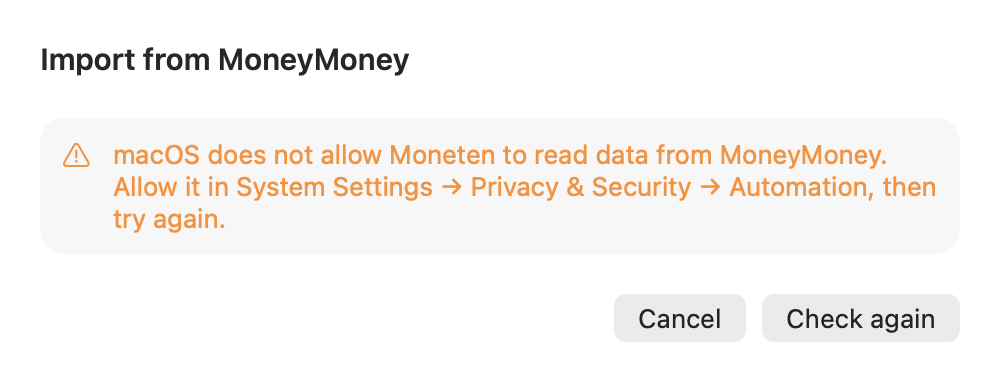 Import from MoneyMoney
macOS does not allow Moneten to read data from MoneyMoney.
Allow it in System Settings → Privacy & Security → Automation, then
try again.
Cancel
Check again